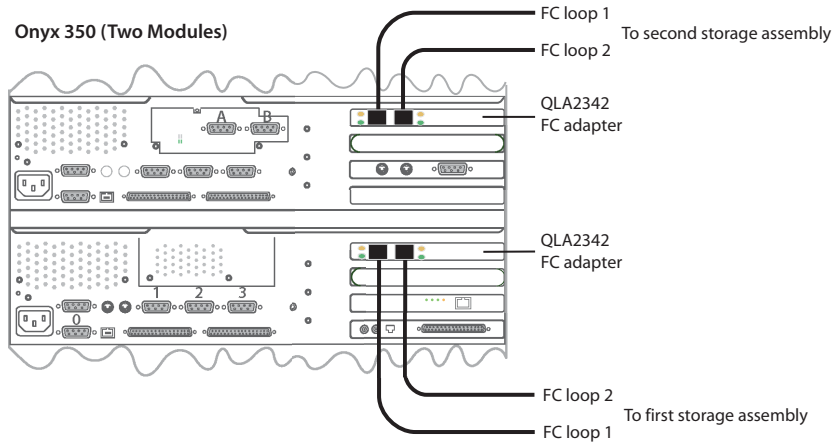 FC loop 1
Onyx 350 (Two Modules)
To second storage assembly
FC loop 2
QLA2342
FC adapter
A B
QLA2342
FC adapter
1 2 3
0
FC loop 2
To first storage assembly
FC loop 1